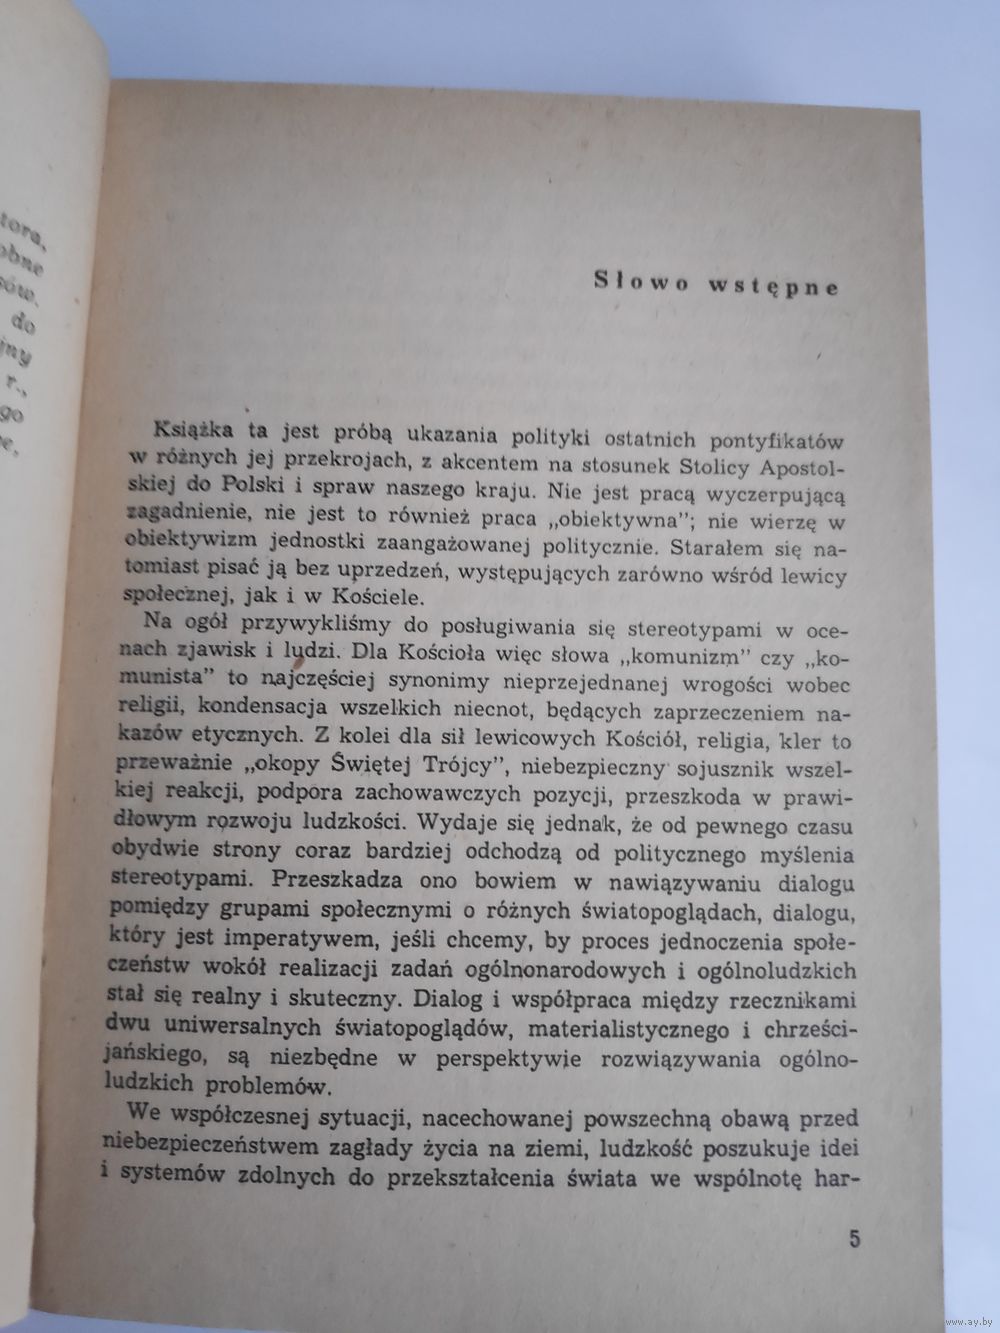 tora,
obne
sów.
do
jny
r.,
ego
Słowo wstępne
Książka ta jest próbą ukazania polityki ostatnich pontyfikatów
w różnych jej przekrojach, z akcentem na stosunek Stolicy Apostol-
skiej do Polski i spraw naszego kraju. Nie jest pracą wyczerpującą
zagadnienie, nie jest to również praca „obiektywna”; nie wierzę w
obiektywizm jednostki zaangażowanej politycznie. Starałem się na-
tomiast pisać ją bez uprzedzeń, występujących zarówno wśród lewicy
społecznej, jak i w Kościele.
Na ogół przywykliśmy do posługiwania się stereotypami w oce-
nach zjawisk i ludzi. Dla Kościoła więc słowa „komunizm” czy „ko-
munista” to najczęściej synonimy nieprzejednanej wrogości wobec
religii, kondensacja wszelkich niecnot, będących zaprzeczeniem na-
kazów etycznych. Z kolei dla sił lewicowych Kościół, religia, kler to
przeważnie „okopy Świętej Trójcy”, niebezpieczny sojusznik wszel-
kiej reakcji, podpora zachowawczych pozycji, przeszkoda w prawi-
dłowym rozwoju ludzkości. Wydaje się jednak, że od pewnego czasu
obydwie strony coraz bardziej odchodzą od politycznego myślenia
stereotypami. Przeszkadza ono bowiem w nawiązywaniu dialogu
pomiędzy grupami społecznymi o różnych światopoglądach, dialogu,
który jest imperatywem, jeśli chcemy, by proces jednoczenia społe-
czeństw wokół realizacji zadań ogólnonarodowych i ogólnoludzkich
stał się realny i skuteczny. Dialog i współpraca między rzecznikami
dwu uniwersalnych światopoglądów, materialistycznego i chrześci-
jańskiego, są niezbędne w perspektywie rozwiązywania ogólno-
ludzkich problemów.
We współczesnej sytuacji, nacechowanej powszechną obawą przed
niebezpieczeństwem zagłady życia na ziemi, ludzkość poszukuje idei
i systemów zdolnych do przekształcenia świata we wspólnotę har-
5
www.ay.by